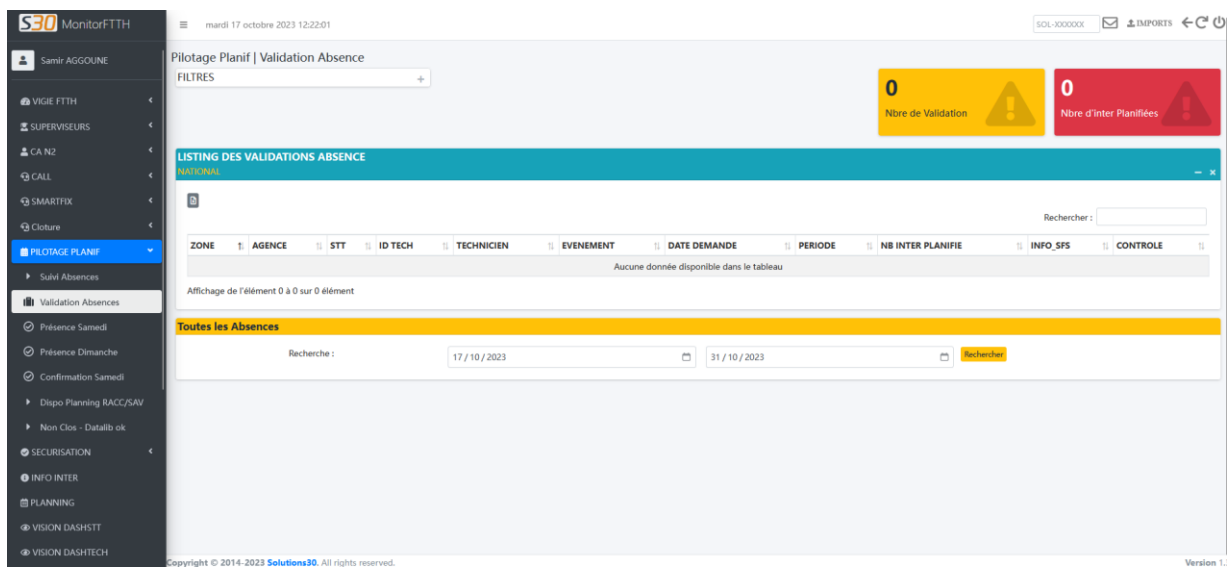 S30 MonitorFTTH
mardi 17 octobre 2023 12:22:01
SOL-XXXXXX
IMPORTS
Samir AGGOUNE
VIGIE FTTH
SUPERVISEURS
CA N2
CALL
SMARTFIX
Cloture
PILOTAGE PLANIF
Suivi Absences
Validation Absences
Présence Samedi
Présence Dimanche
Confirmation Samedi
Dispo Planning RACC/SAV
Non Clos - Datalib ok
SECURISATION
INFO INTER
PLANNING
VISION DASHSTT
VISION DASHTECH
Pilotage Planif | Validation Absence
FILTRES
0
Nbre de Validation
0
Nbre d'inter Planifiées
LISTING DES VALIDATIONS ABSENCE
NATIONAL
Rechercher :
ZONE AGENCE STT ID TECH TECHNICIEN EVENEMENT DATE DEMANDE PERIODE NB INTER PLANIFIE INFO_SFS CONTROLE
Aucune donnée disponible dans le tableau
Affichage de l'élément 0 à 0 sur 0 élément
Toutes les Absences
Recherche : 17 / 10 / 2023 31 / 10 / 2023 Rechercher
Copyright © 2014-2023 Solutions30. All rights reserved. Version 1.